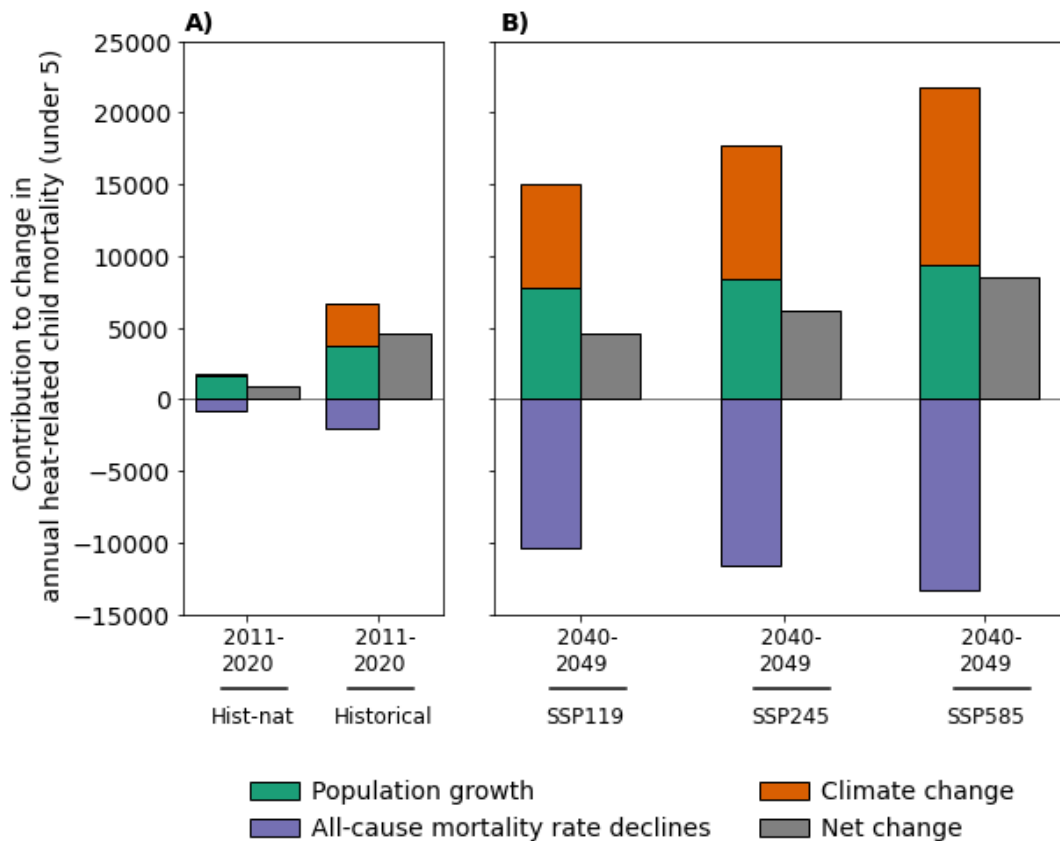 A)
B)
Contribution to change in
annual heat-related child mortality (under 5)
25000
20000
15000
10000
5000
0
−5000
−10000
−15000
2011-
2020
Hist-nat
2011-
2020
Historical
2040-
2049
SSP119
2040-
2049
SSP245
2040-
2049
SSP585
Population growth
All-cause mortality rate declines
Climate change
Net change